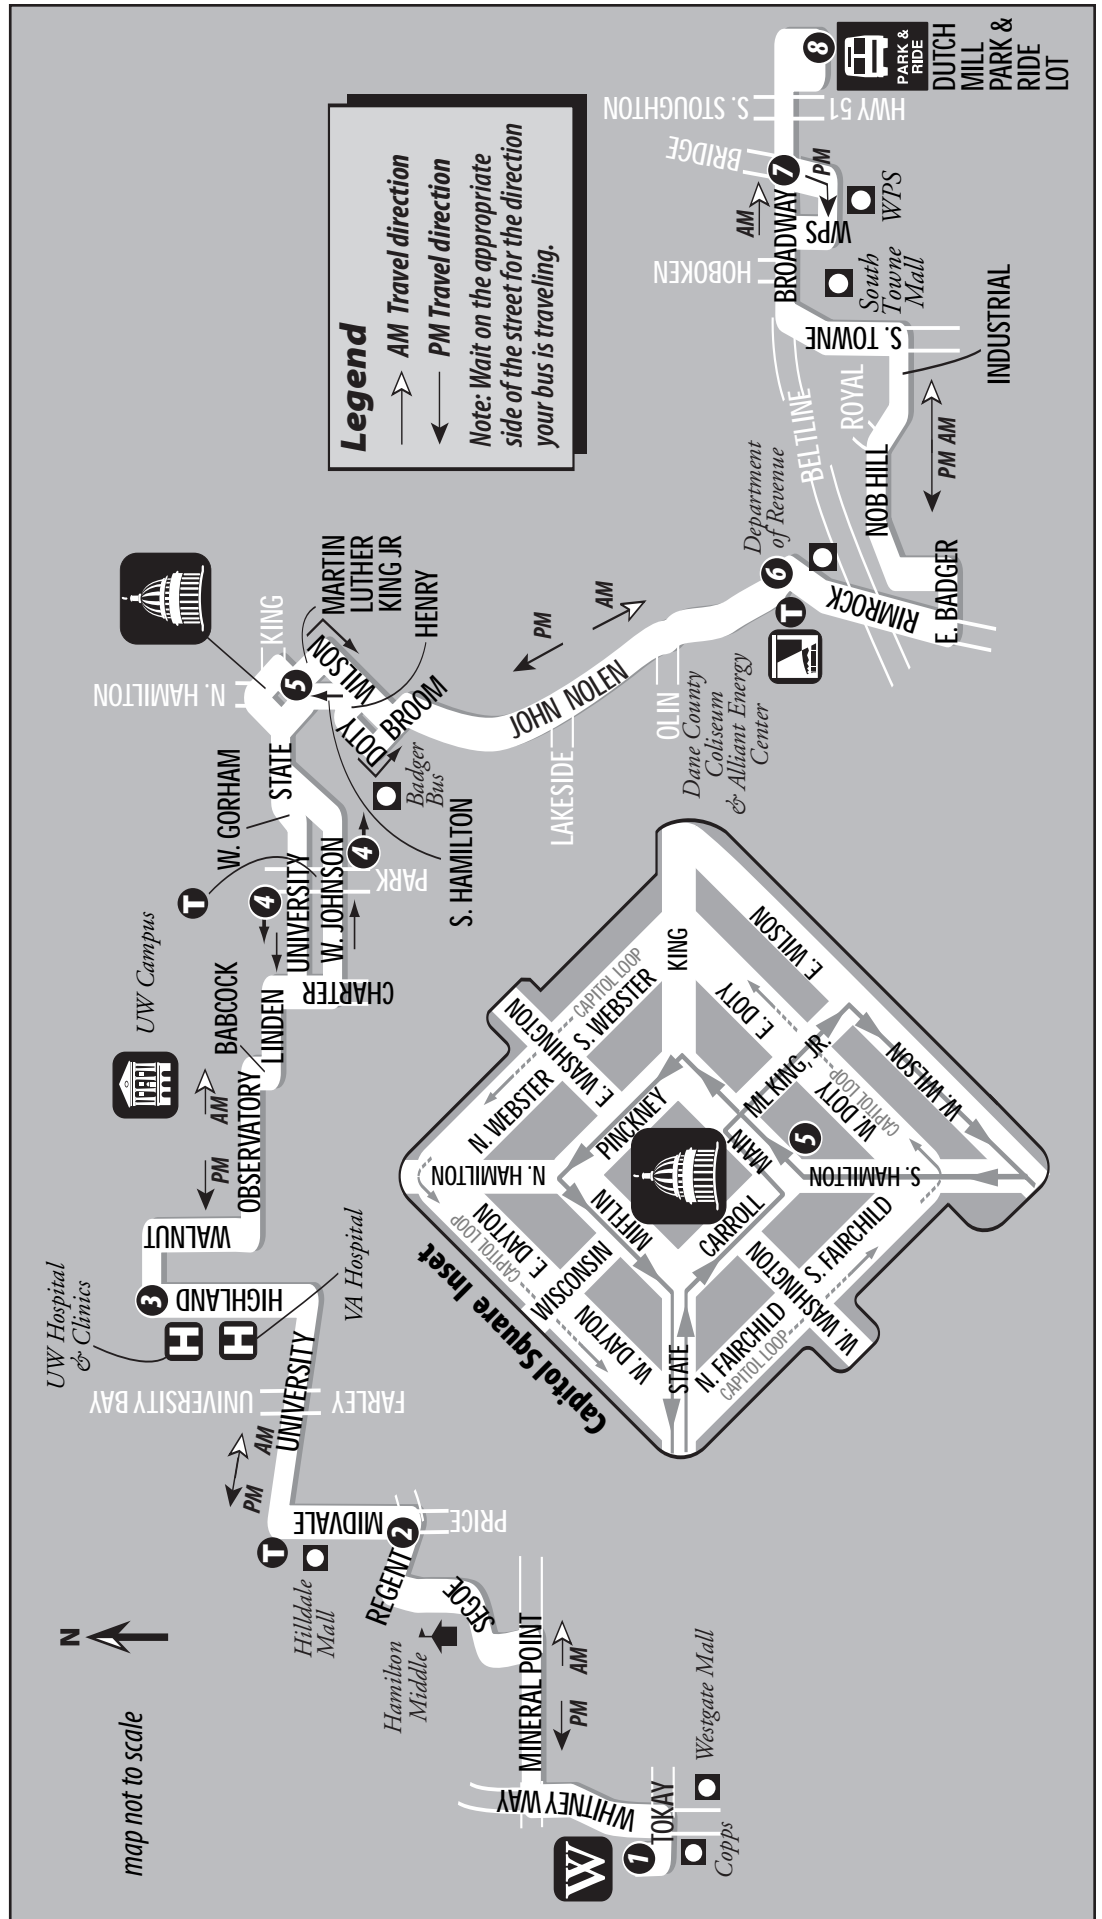 map not to scale
N
W
1
TOKAY
Copps
Westgate Mall
WHITNEY WAY
MINERAL POINT
PM
AM
Hamilton
Middle
SEGOE
REGENT
2
PRICE
MIDVALE
Hilldale
Mall
T
PM
AM
UNIVERSITY
UNIVERSITY BAY
FARLEY
UW Hospital
& Clinics
H
H
VA Hospital
3
HIGHLAND
WALNUT
OBSERVATORY
PM
AM
UW Campus
BABCOCK
LINDEN
CHARTER
UNIVERSITY
W. JOHNSON
4
4
T
PARK
W. GORHAM
STATE
S. HAMILTON
Badger
Bus
N. HAMILTON
KING
5
MARTIN
LUTHER
KING JR
HENRY
WILSON
DOTY
BROOM
JOHN NOLEN
LAKESIDE
OLIN
PM
AM
Dane County
Coliseum
& Alliant Energy
Center
T
6
Department
of Revenue
RIMROCK
E. BADGER
BELTLINE
NOB HILL
ROYAL
PM
AM
INDUSTRIAL
S. TOWNE
South
Towne
Mall
BROADWAY
HOBOKEN
AM
WPS
WPS
PM
7
BRIDGE
S. STOUGHTON
HWY 51
8
PARK &
RIDE
DUTCH
MILL
PARK &
RIDE
LOT
Legend
AM Travel direction
PM Travel direction
Note: Wait on the appropriate
side of the street for the direction
your bus is traveling.
Capitol Square Inset
STATE
W. DAYTON
WISCONSIN
E. DAYTON
CAPITOL LOOP
N. HAMILTON
N. WEBSTER
E. WASHINGTON
S. WEBSTER
CAPITOL LOOP
KING
PINCKNEY
MIFFLIN
CARROLL
MAIN
ML KING, JR.
E. DOTY
E. WILSON
W. DOTY
CAPITOL LOOP
W. WILSON
5
S. HAMILTON
S. FAIRCHILD
W. WASHINGTON
N. FAIRCHILD
CAPITOL LOOP